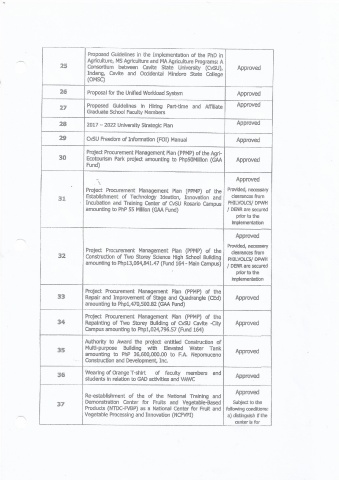 25
Proposed Guidelines in the Implementation of the PhD in
Agriculture, MS Agriculture and MA Agriculture Programs: A
Consortium between Cavite State University (CvSU),
Indang, Cavite and Occidental Mindoro State College
(OMSC)
Approved
26
Proposal for the Unified Workload System
Approved
27
Proposed Guidelines in Hiring Part-time and Affiliate
Graduate School Faculty Members
Approved
28
2017 – 2022 University Strategic Plan
Approved
29
CvSU Freedom of Information (FOI) Manual
Approved
30
Project Procurement Management Plan (PPMP) of the Agri-
Ecotourism Park project amounting to Php50Million (GAA
Fund)
Approved
31
Project Procurement Management Plan (PPMP) of the
Establishment of Technology Ideation, Innovation and
Incubation and Training Center of CvSU Rosario Campus
amounting to PhP 55 Million (GAA Fund)
Approved
Provided, necessary
clearances from
PHILVOLCS/ DPWH
/ DENR are secured
prior to the
implementation
32
Project Procurement Management Plan (PPMP) of the
Construction of Two Storey Science High School Building
amounting to Php13,064,841.47 (Fund 164 - Main Campus)
Approved
Provided, necessary
clearances from
PHILVOLCS/ DPWH
/ DENR are secured
prior to the
implementation
33
Project Procurement Management Plan (PPMP) of the
Repair and Improvement of Stage and Quadrangle (CEd)
amounting to Php1,470,500.82 (GAA Fund)
Approved
34
Project Procurement Management Plan (PPMP) of the
Repainting of Two Storey Building of CvSU Cavite -City
Campus amounting to Php1,024,796.57 (Fund 164)
Approved
35
Authority to Award the project entitled Construction of
Multi-purpose Building with Elevated Water Tank
amounting to PhP 36,600,000.00 to F.A. Nepomuceno
Construction and Development, Inc.
Approved
36
Wearing of Orange T-shirt of faculty members and
students in relation to GAD activities and VAWC
Approved
37
Re-establishment of the of the National Training and
Demonstration Center for Fruits and Vegetable-Based
Products (NTDC-FVBP) as a National Center for Fruit and
Vegetable Processing and Innovation (NCFVPI)
Approved
Subject to the
following conditions:
a) distinguish if the
center is for